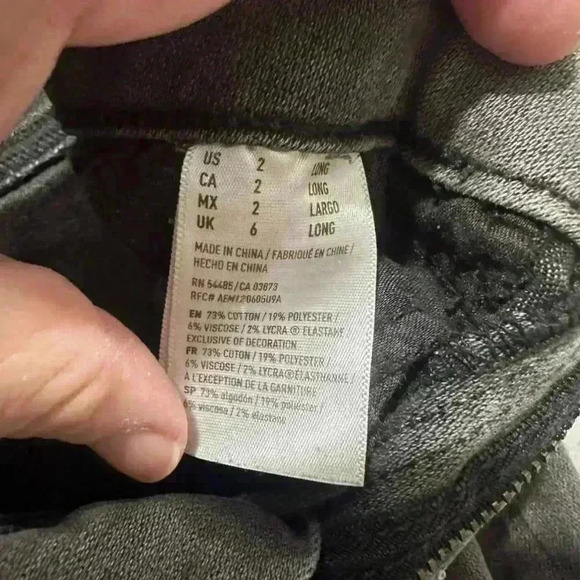 US 2 LONG
CA 2 LONG
MX 2 LARGO
UK 6 LONG
MADE IN CHINA / FABRIQUÉ EN CHINE /
HECHO EN CHINA
RN 54485/CA 03873
RFC# AEM120605U9A
EN 73% COTTON / 19% POLYESTER /
6% VISCOSE / 2% LYCRA ® ELASTANE
EXCLUSIVE OF DECORATION
FR 73% COTON / 19% POLYESTER /
6% VISCOSE / 2% LYCRA®ÉLASTHANNE /
À L'EXCEPTION DE LA GARNITURE
SP 73% algodón / 19% poliéster /
6% viscosa / 2% elastano